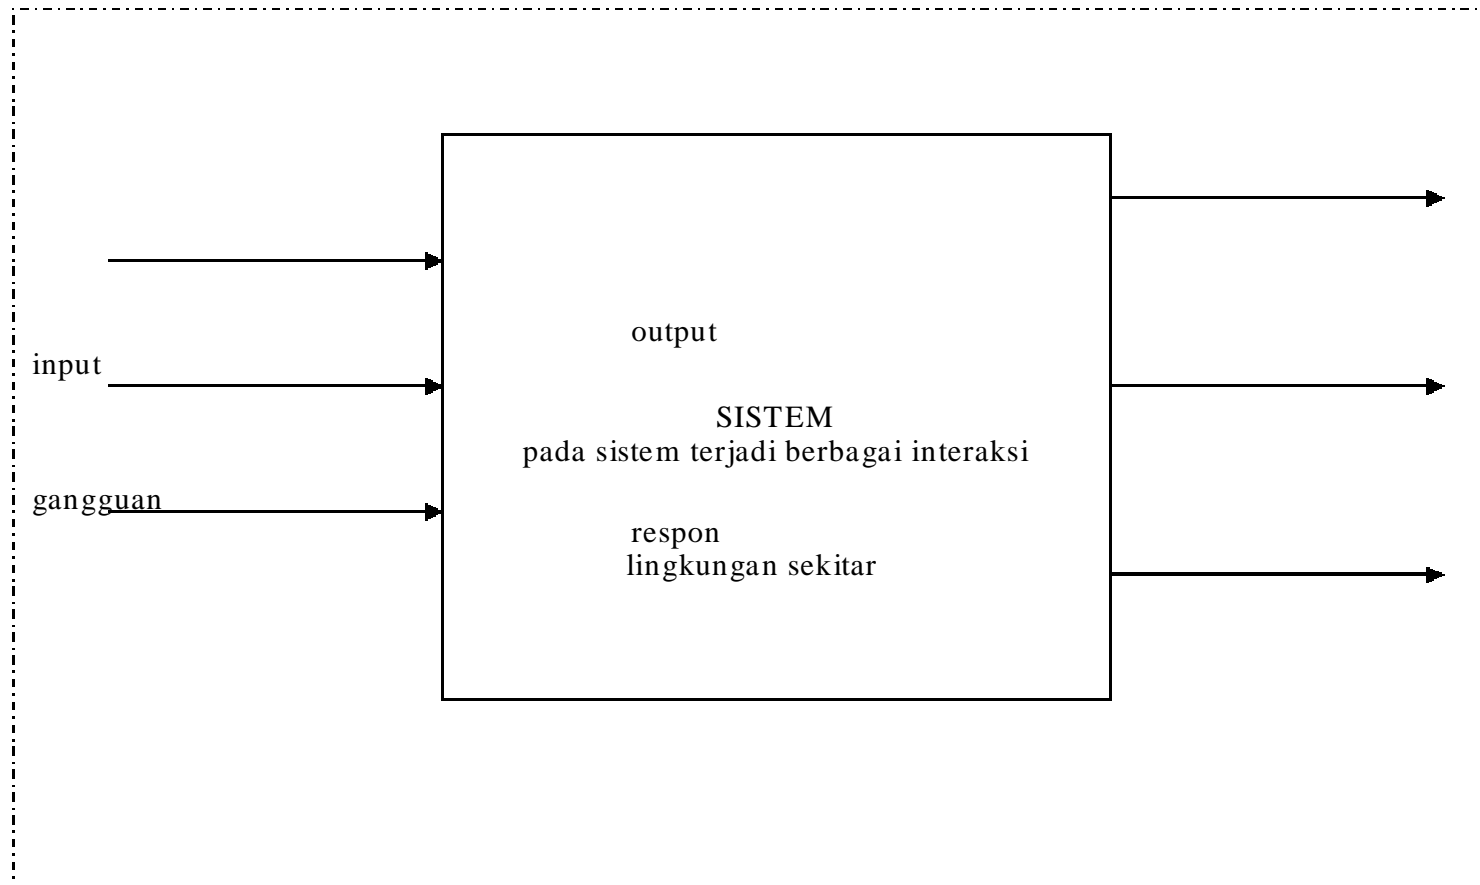 output
input
SISTEM
pada sistem terjadi berbagai interaksi
gangguan
respon
lingkungan sekitar